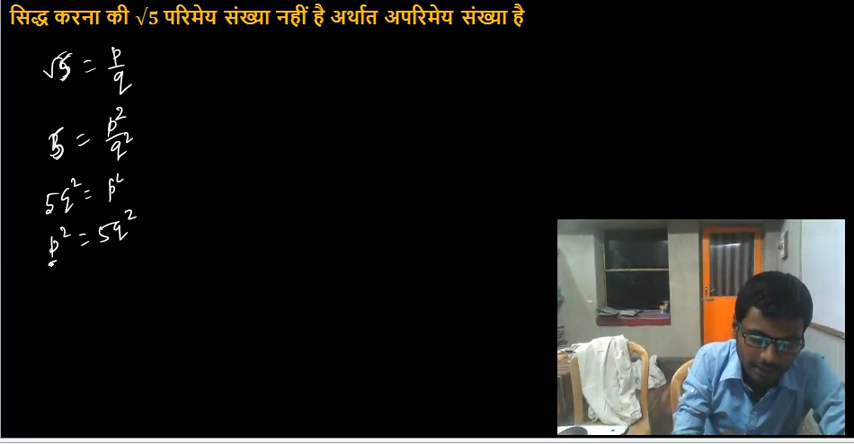 सिद्ध करना की √5 परिमेय संख्या नहीं है अर्थात अपरिमेय संख्या है
√5 = p/q
5 = p²/q²
5q² = p²
p² = 5q²